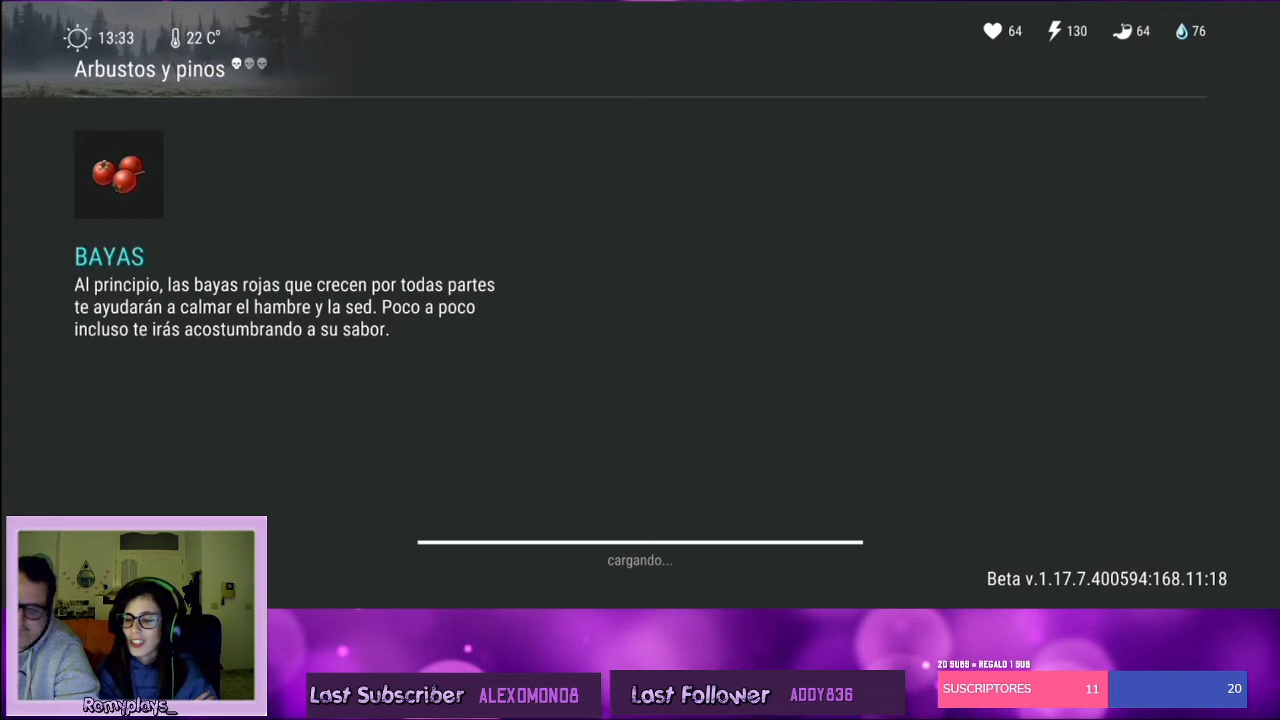 13:33 22 Cº
64 130 64 76
Arbustos y pinos
BAYAS
Al principio, las bayas rojas que crecen por todas partes
te ayudarán a calmar el hambre y la sed. Poco a poco
incluso te irás acostumbrando a su sabor.
cargando...
Beta v.1.17.7.400594:168.11:18
20 SUBS = REGALO 1 SUB
Last Subscriber ALEXOMON08
Last Follower ADDY836
SUSCRIPTORES 11 20
Romyplays_